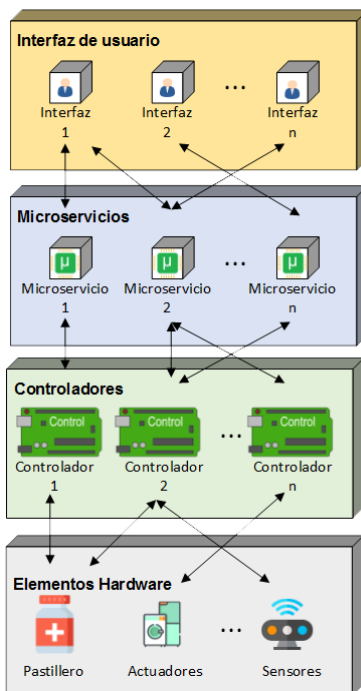 Interfaz de usuario
Interfaz Interfaz ... Interfaz
1 2 n
Microservicios
µ µ ... µ
Microservicio Microservicio Microservicio
1 2 n
Controladores
Control Control ... Control
Controlador Controlador Controlador
1 2 n
Elementos Hardware
...
Pastillero Actuadores Sensores